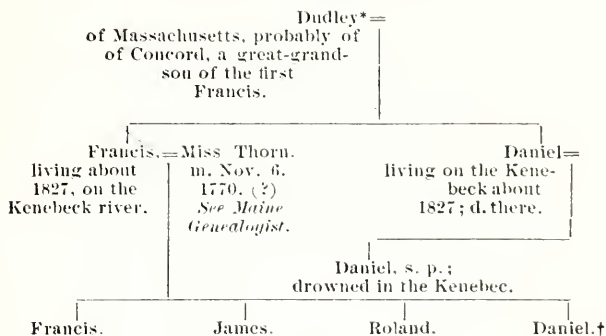 Dudley*=
of Massachusetts, probably of
of Concord, a great-grand-
son of the first
Francis.
Francis.=Miss Thorn.
living about
1827, on the
Kenebeck river.
m. Nov. 6.
1770. (?)
See Maine
Genealogist.
Daniel=
living on the Kene-
beck about
1827; d. there.
Daniel, s. p.;
drowned in the Kenebec.
Francis. James. Roland. Daniel.†